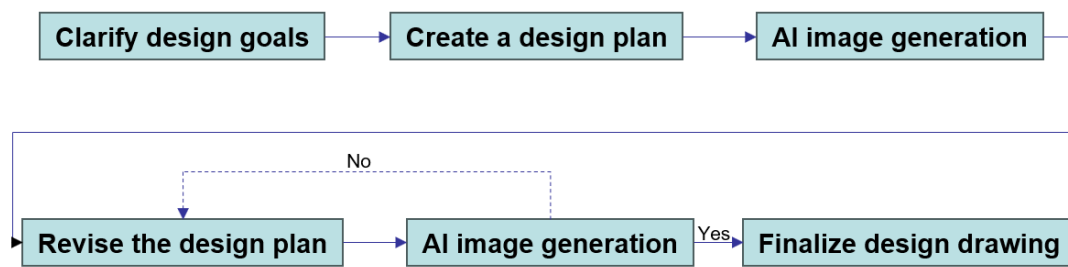 Clarify design goals
Create a design plan
AI image generation
No
Revise the design plan
AI image generation
Yes
Finalize design drawing